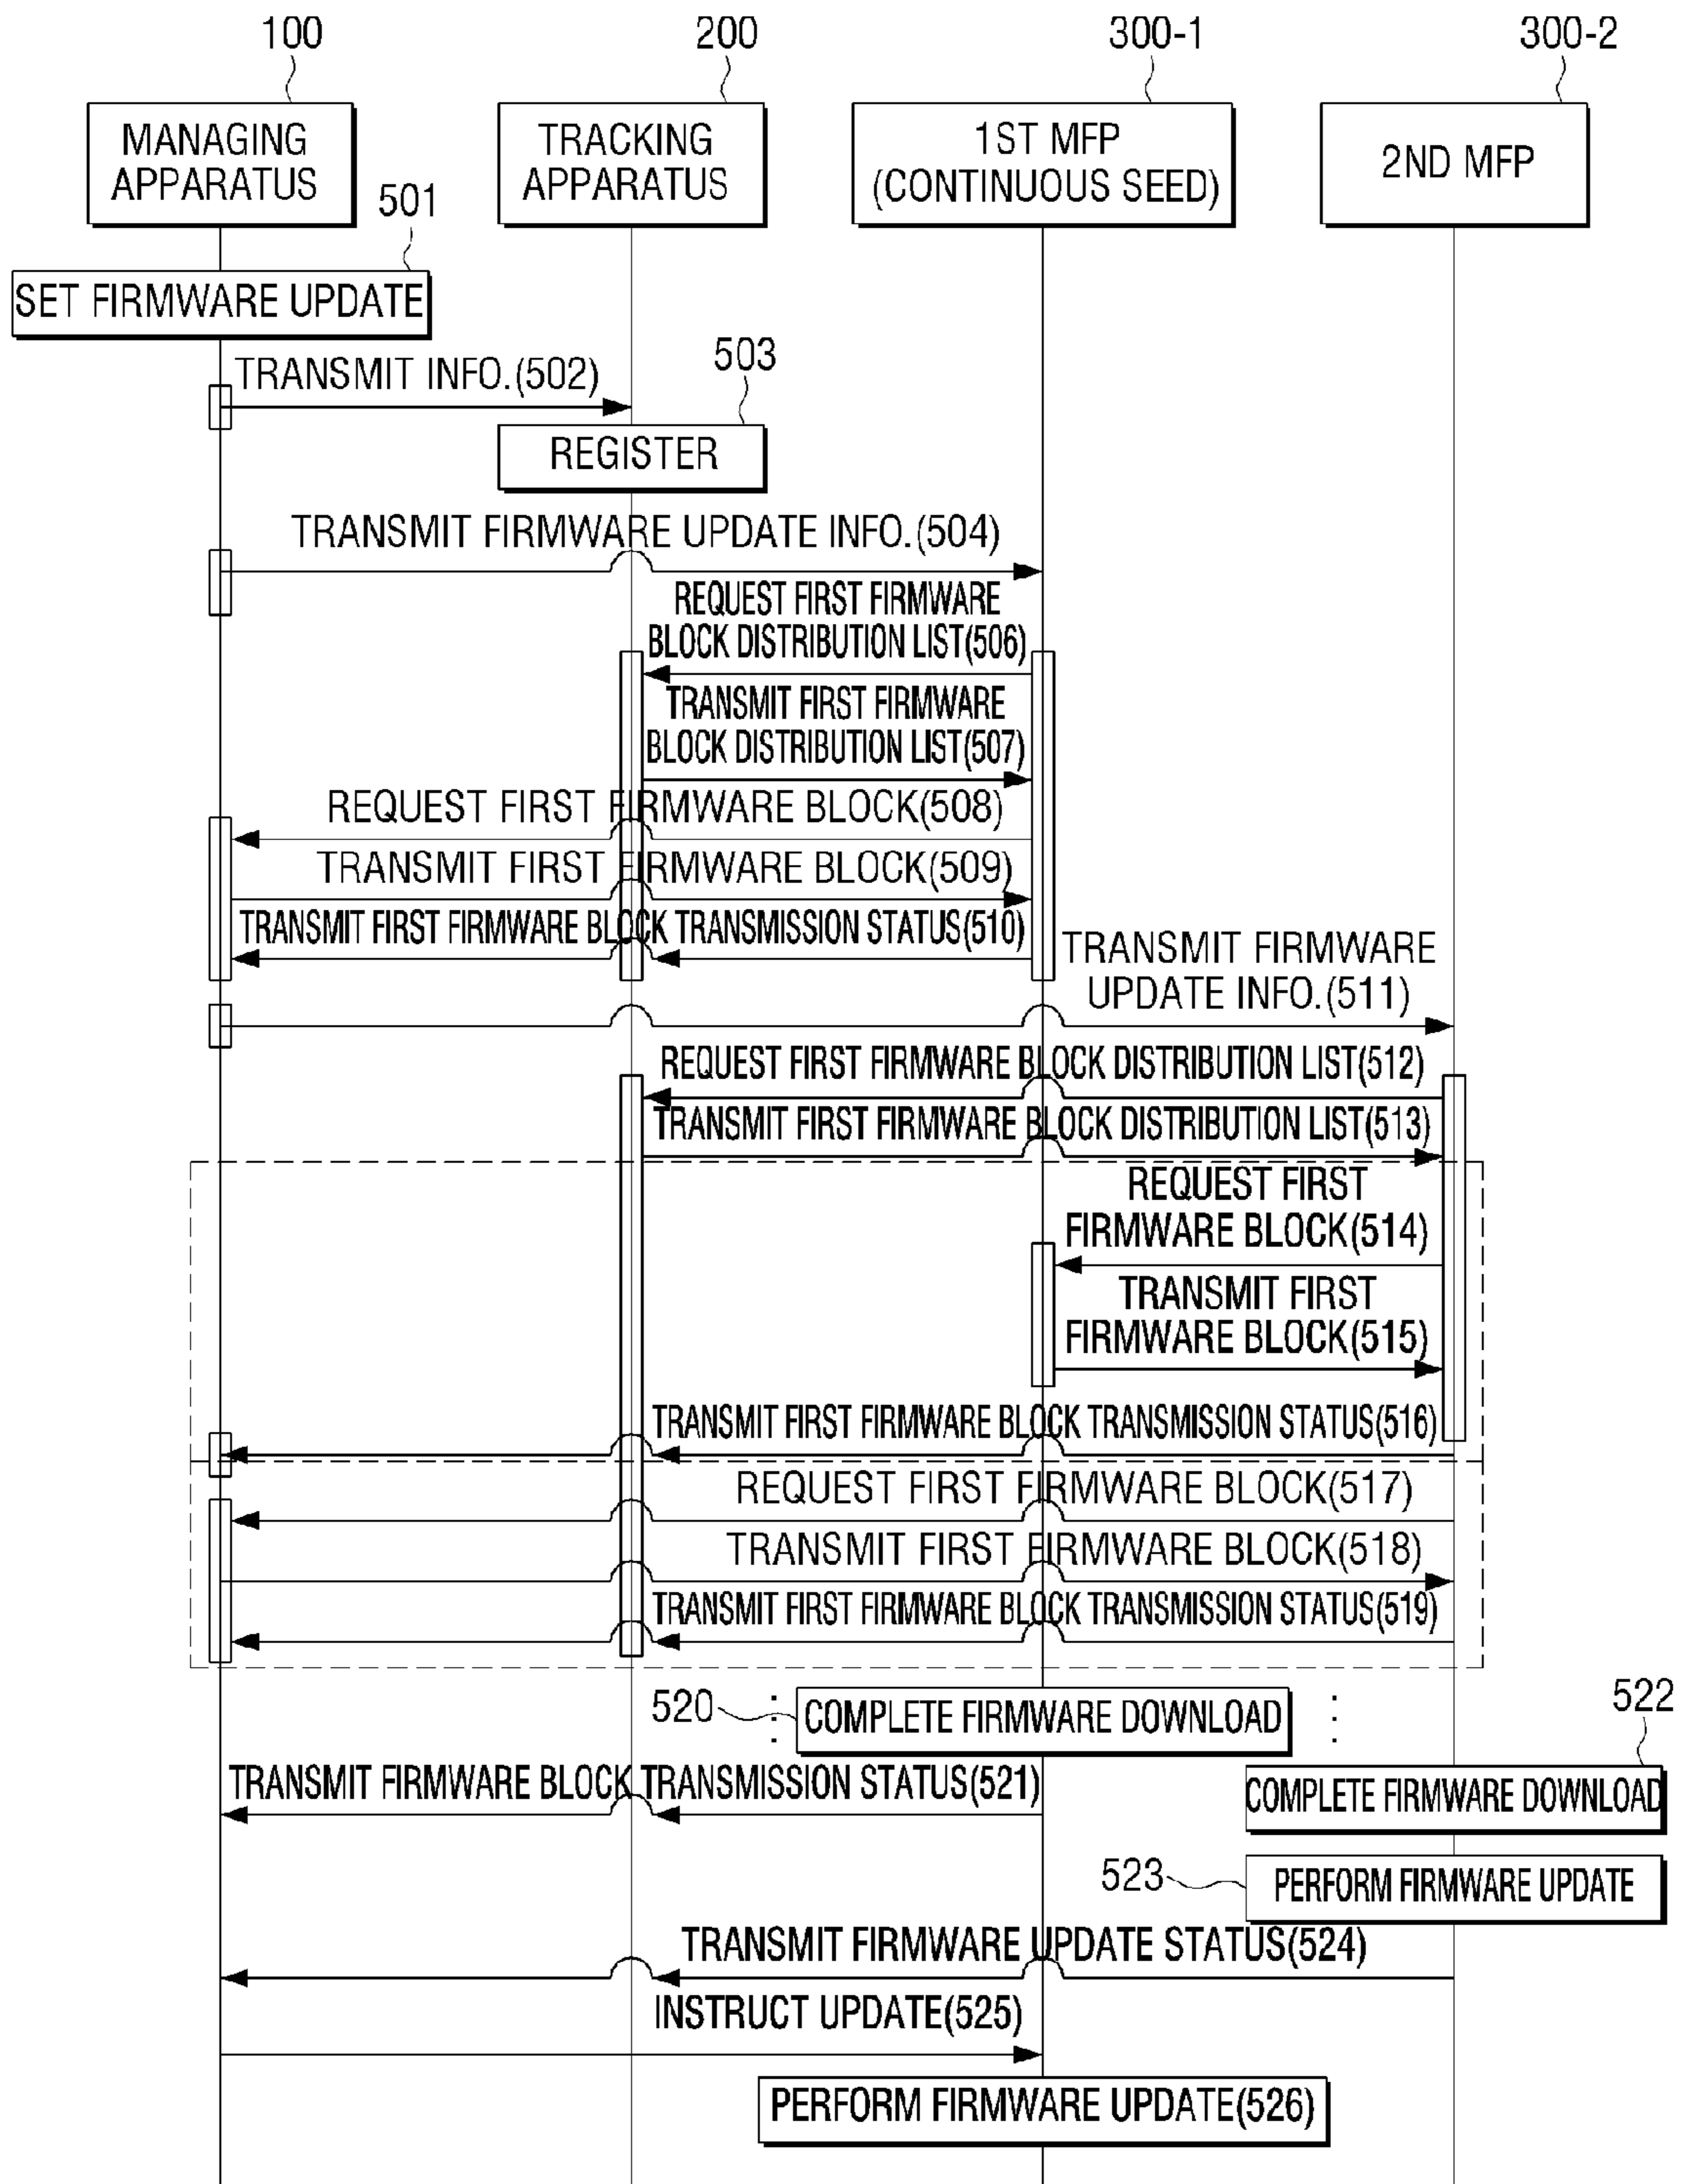 100
200
300-1
300-2
MANAGING
APPARATUS
TRACKING
APPARATUS
1ST MFP
(CONTINUOUS SEED)
2ND MFP
501
SET FIRMWARE UPDATE
TRANSMIT INFO.(502)
503
REGISTER
TRANSMIT FIRMWARE UPDATE INFO.(504)
REQUEST FIRST FIRMWARE
BLOCK DISTRIBUTION LIST(506)
TRANSMIT FIRST FIRMWARE
BLOCK DISTRIBUTION LIST(507)
REQUEST FIRST FIRMWARE BLOCK(508)
TRANSMIT FIRST FIRMWARE BLOCK(509)
TRANSMIT FIRST FIRMWARE BLOCK TRANSMISSION STATUS(510)
TRANSMIT FIRMWARE
UPDATE INFO.(511)
REQUEST FIRST FIRMWARE BLOCK DISTRIBUTION LIST(512)
TRANSMIT FIRST FIRMWARE BLOCK DISTRIBUTION LIST(513)
REQUEST FIRST
FIRMWARE BLOCK(514)
TRANSMIT FIRST
FIRMWARE BLOCK(515)
TRANSMIT FIRST FIRMWARE BLOCK TRANSMISSION STATUS(516)
REQUEST FIRST FIRMWARE BLOCK(517)
TRANSMIT FIRST FIRMWARE BLOCK(518)
TRANSMIT FIRST FIRMWARE BLOCK TRANSMISSION STATUS(519)
520
COMPLETE FIRMWARE DOWNLOAD
522
TRANSMIT FIRMWARE BLOCK TRANSMISSION STATUS(521)
COMPLETE FIRMWARE DOWNLOAD
523
PERFORM FIRMWARE UPDATE
TRANSMIT FIRMWARE UPDATE STATUS(524)
INSTRUCT UPDATE(525)
PERFORM FIRMWARE UPDATE(526)